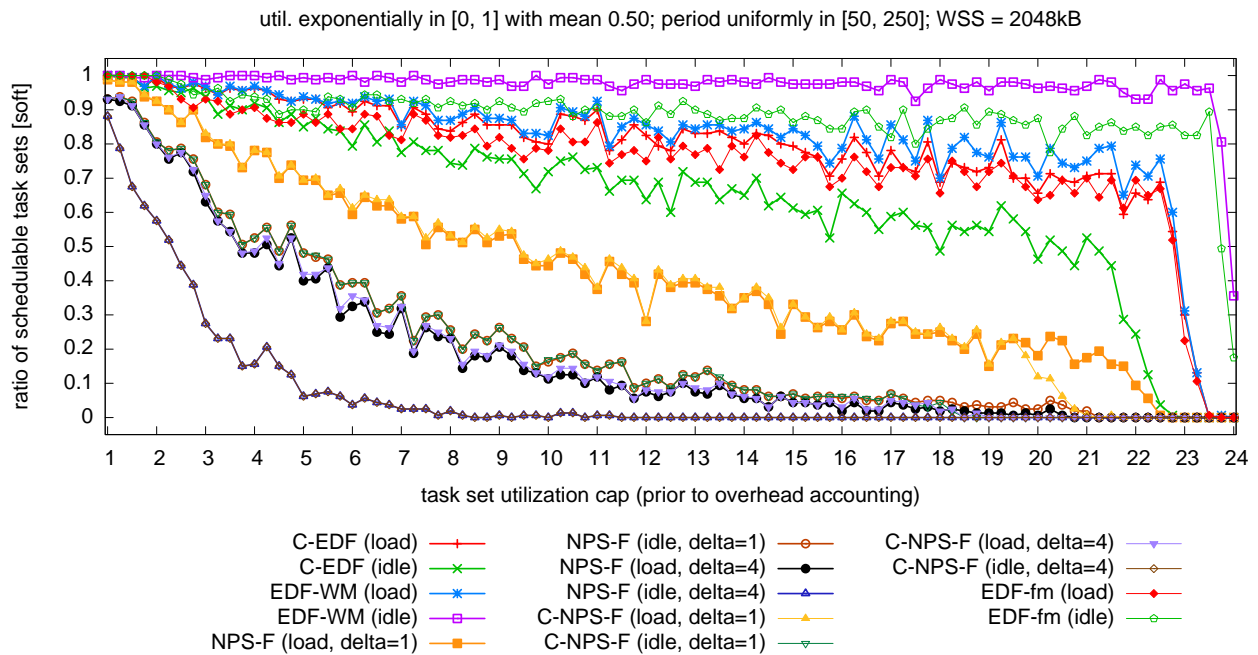 util. exponentially in [0, 1] with mean 0.50; period uniformly in [50, 250]; WSS = 2048kB
ratio of schedulable task sets [soft]
1
0.9
0.8
0.7
0.6
0.5
0.4
0.3
0.2
0.1
0
1 2 3 4 5 6 7 8 9 10 11 12 13 14 15 16 17 18 19 20 21 22 23 24
task set utilization cap (prior to overhead accounting)
C-EDF (load)
C-EDF (idle)
EDF-WM (load)
EDF-WM (idle)
NPS-F (load, delta=1)
NPS-F (idle, delta=1)
NPS-F (load, delta=4)
NPS-F (idle, delta=4)
C-NPS-F (load, delta=1)
C-NPS-F (idle, delta=1)
C-NPS-F (load, delta=4)
C-NPS-F (idle, delta=4)
EDF-fm (load)
EDF-fm (idle)